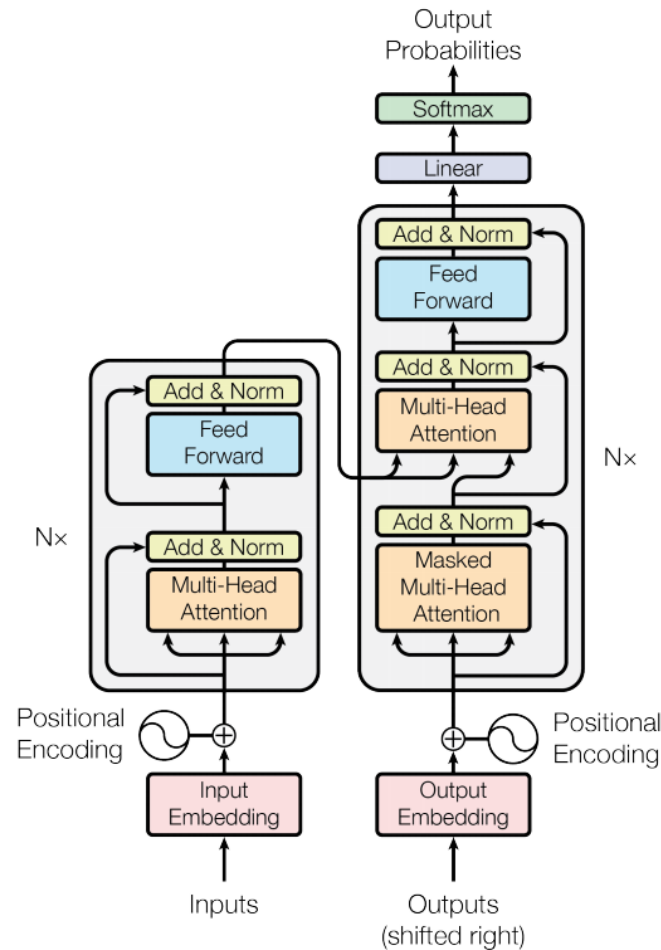 Output
Probabilities
Softmax
Linear
Add & Norm
Feed
Forward
Add & Norm
Multi-Head
Attention
Nx
Add & Norm
Masked
Multi-Head
Attention
Add & Norm
Feed
Forward
Nx
Add & Norm
Multi-Head
Attention
Positional
Encoding
Positional
Encoding
Input
Embedding
Output
Embedding
Inputs
Outputs
(shifted right)